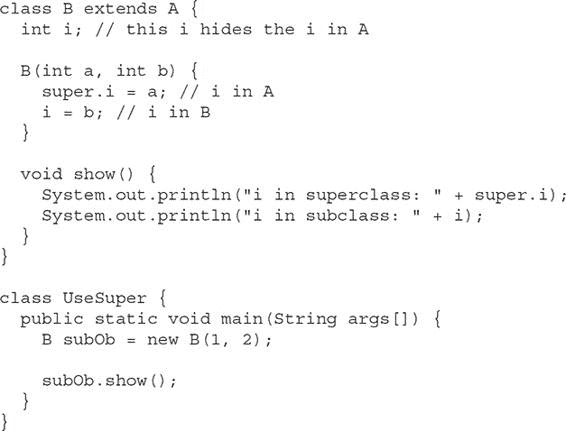 class B extends A {
  int i; // this i hides the i in A

  B(int a, int b) {
    super.i = a; // i in A
    i = b; // i in B
  }

  void show() {
    System.out.println("i in superclass: " + super.i);
    System.out.println("i in subclass: " + i);
  }
}

class UseSuper {
  public static void main(String args[]) {
    B subOb = new B(1, 2);

    subOb.show();
  }
}